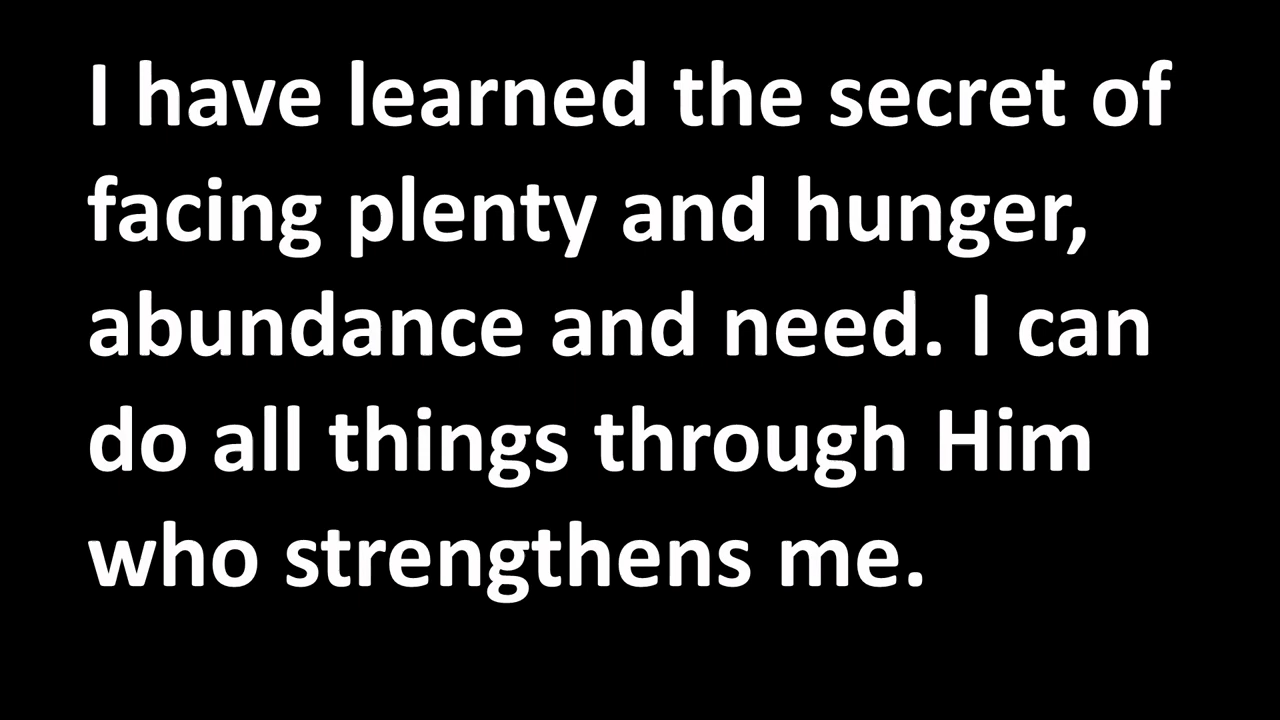 I have learned the secret of
facing plenty and hunger,
abundance and need. I can
do all things through Him
who strengthens me.